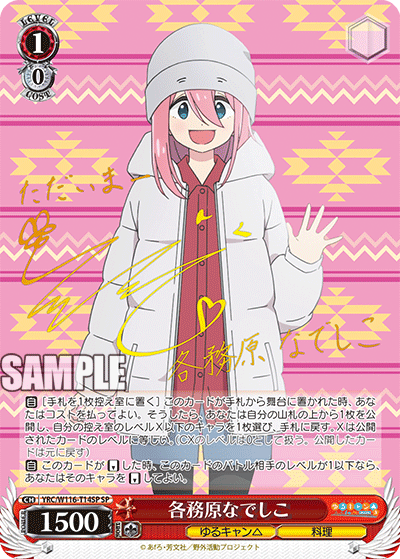 LEVEL
1
0
COST
ただいまー
各務原なでしこ
SAMPLE
自 [手札を1枚控え室に置く] このカードが手札から舞台に置かれた時、あな
たはコストを払ってよい。そうしたら、あなたは自分の山札の上から1枚を公開
し、自分の控え室のレベルX以下のキャラを1枚選び、手札に戻す。Xは公開
されたカードのレベルに等しい。(CXのレベルは0として扱う。公開したカー
ドは元に戻す)
自 このカードが した時、このカードのバトル相手のレベルが1以下なら、
あなたはそのカードを してよい。
YRC/W116-T14SP SP
1500
各務原なでしこ
ゆるキャン△
料理
ゆるキャン△
© あfろ・芳文社/野外活動プロジェクト